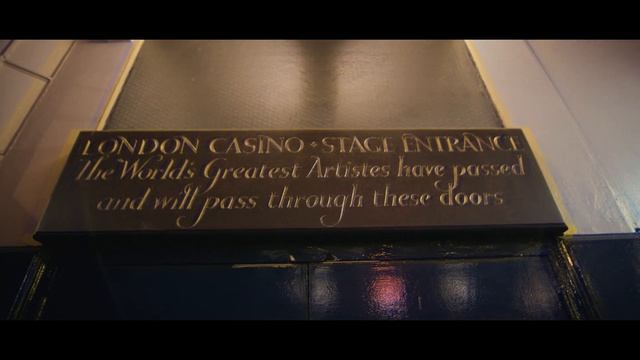 LONDON CASINO • STAGE ENTRANCE
The World's Greatest Artistes have passed
and will pass through these doors